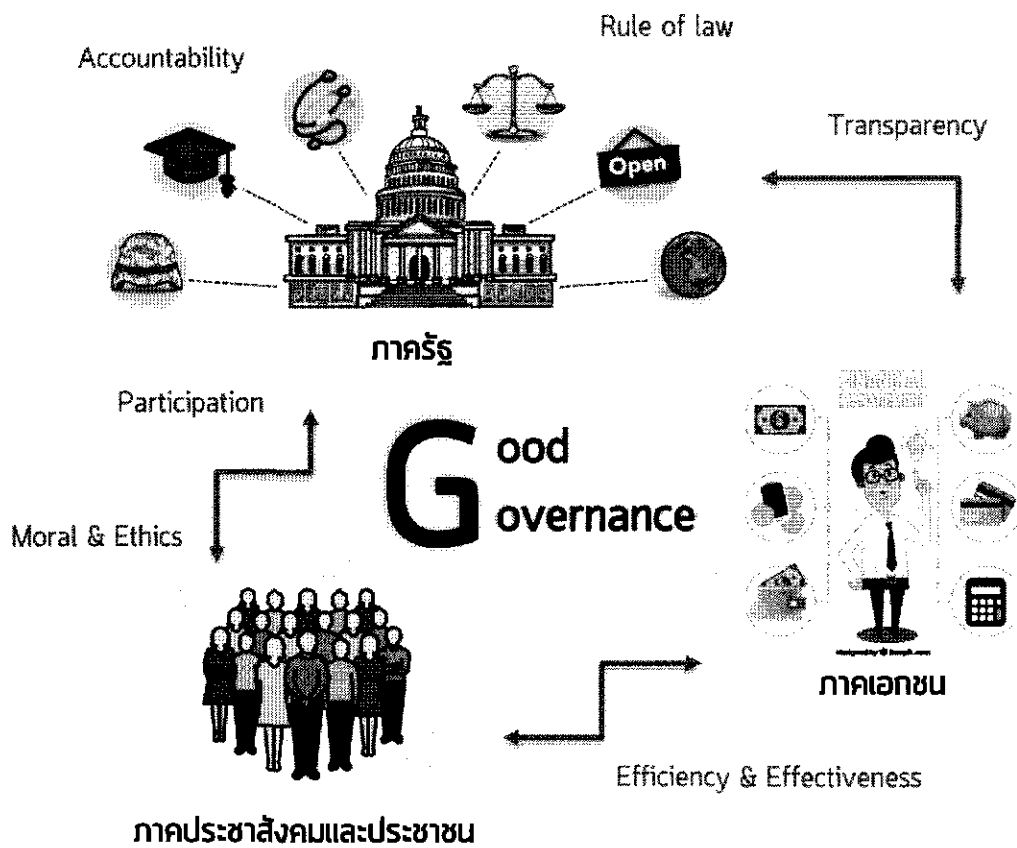 Rule of law
Accountability
Transparency
Open
ภาครัฐ
Participation
Good
Governance
Moral & Ethics
ภาคเอกชน
Efficiency & Effectiveness
ภาคประชาสังคมและประชาชน